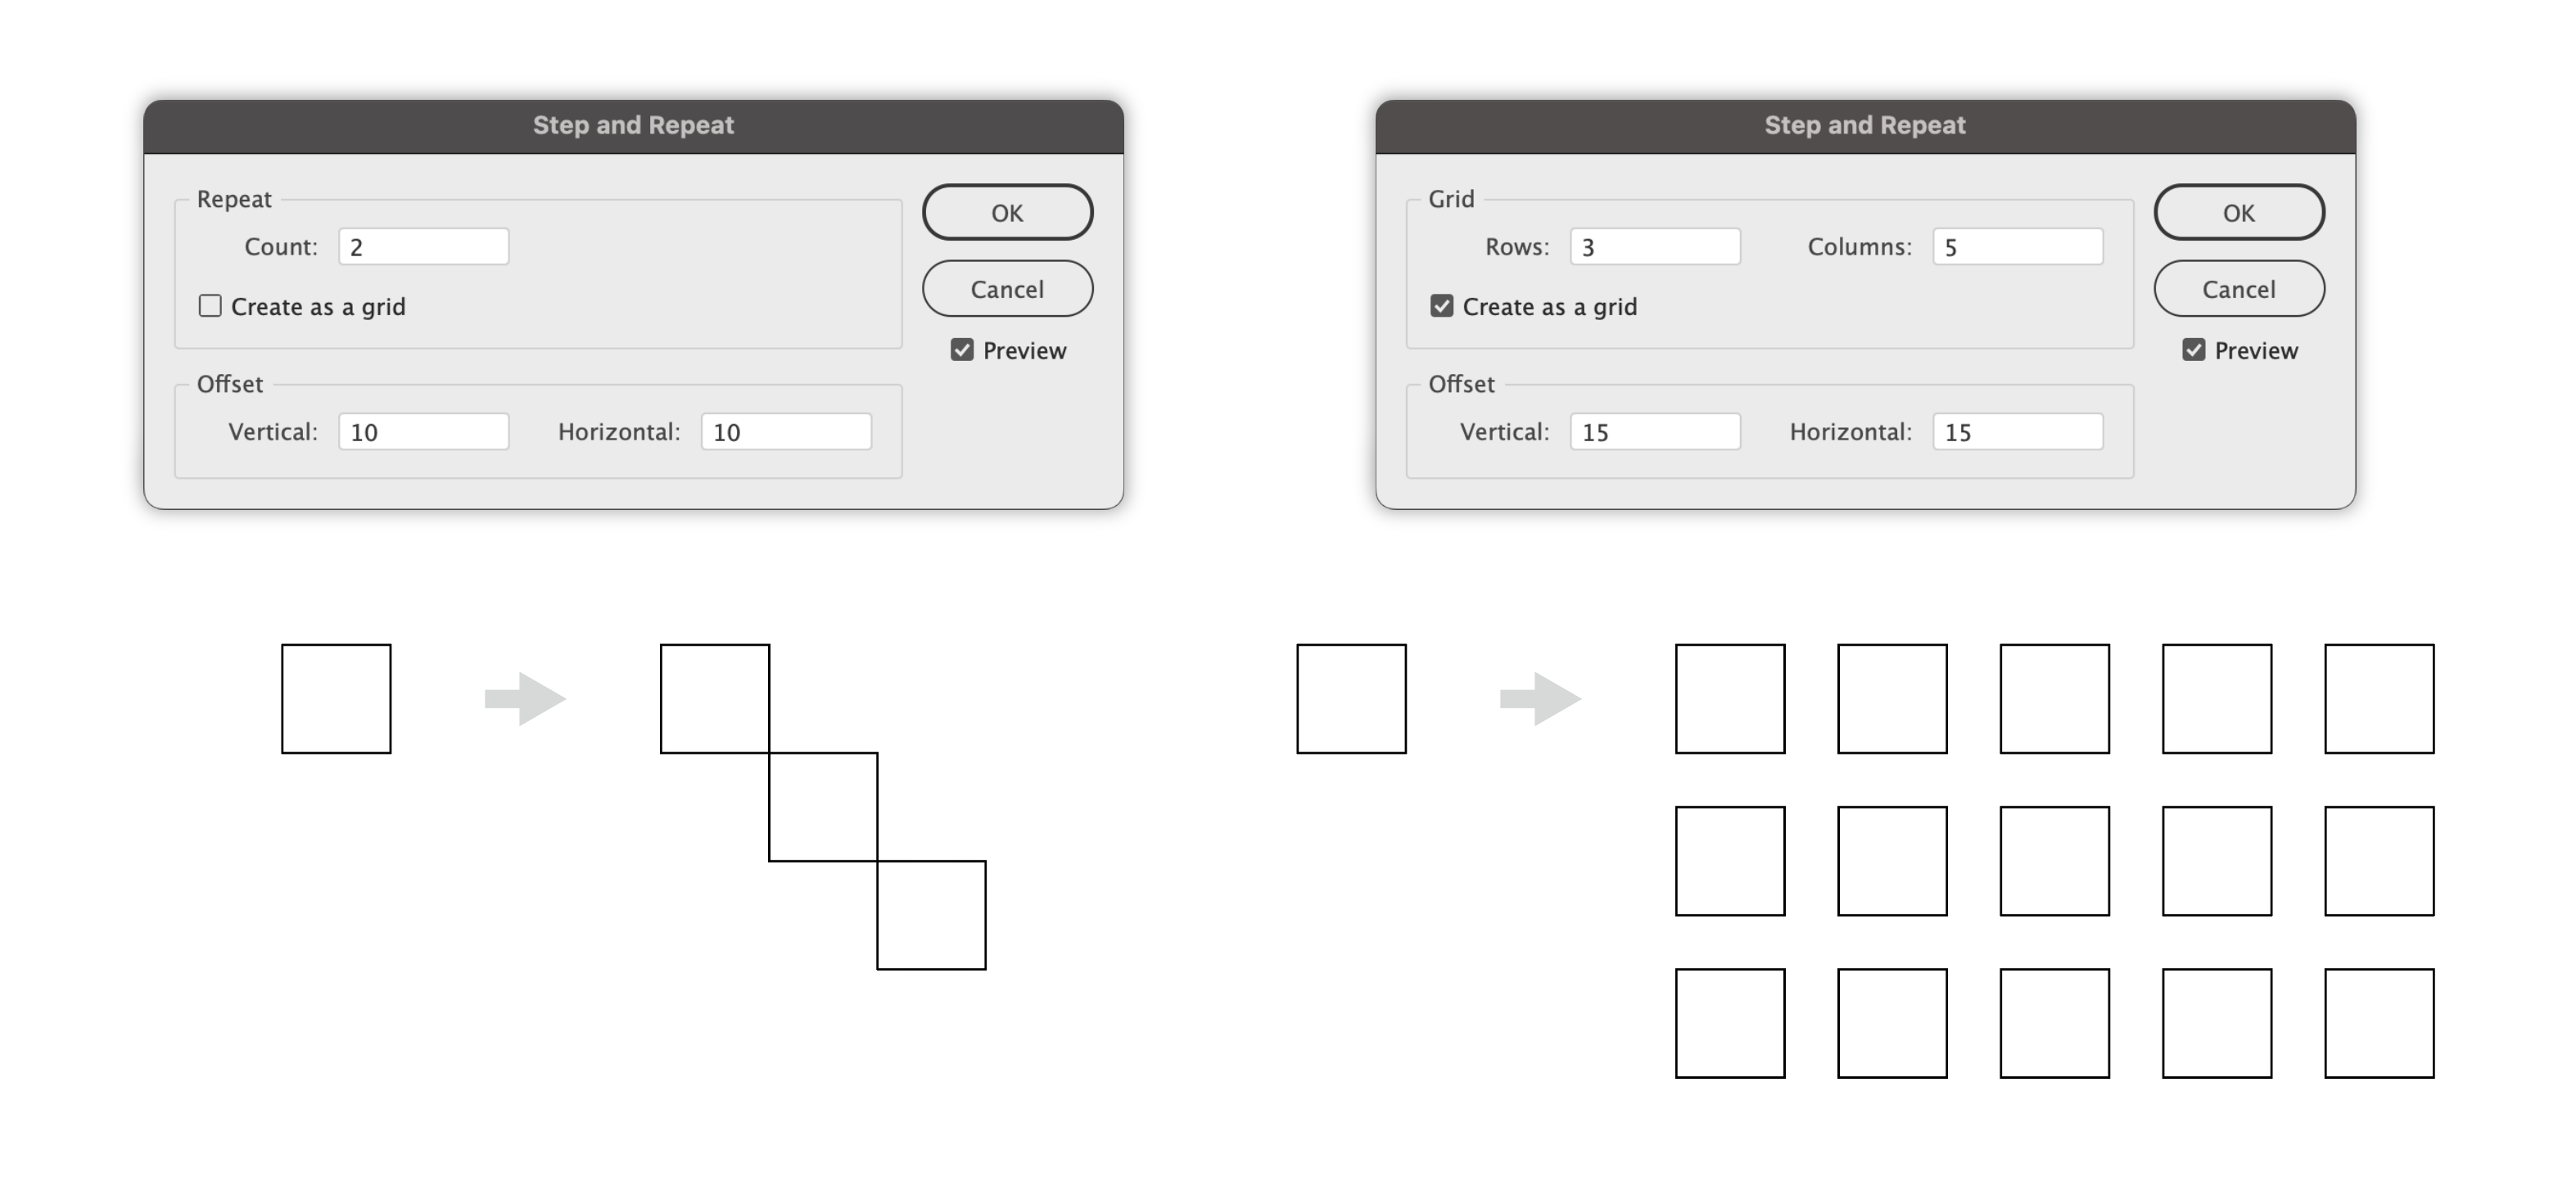 Step and Repeat
Repeat
Count: 2
Create as a grid
Offset
Vertical: 10 Horizontal: 10
OK
Cancel
Preview
Step and Repeat
Grid
Rows: 3 Columns: 5
Create as a grid
Offset
Vertical: 15 Horizontal: 15
OK
Cancel
Preview